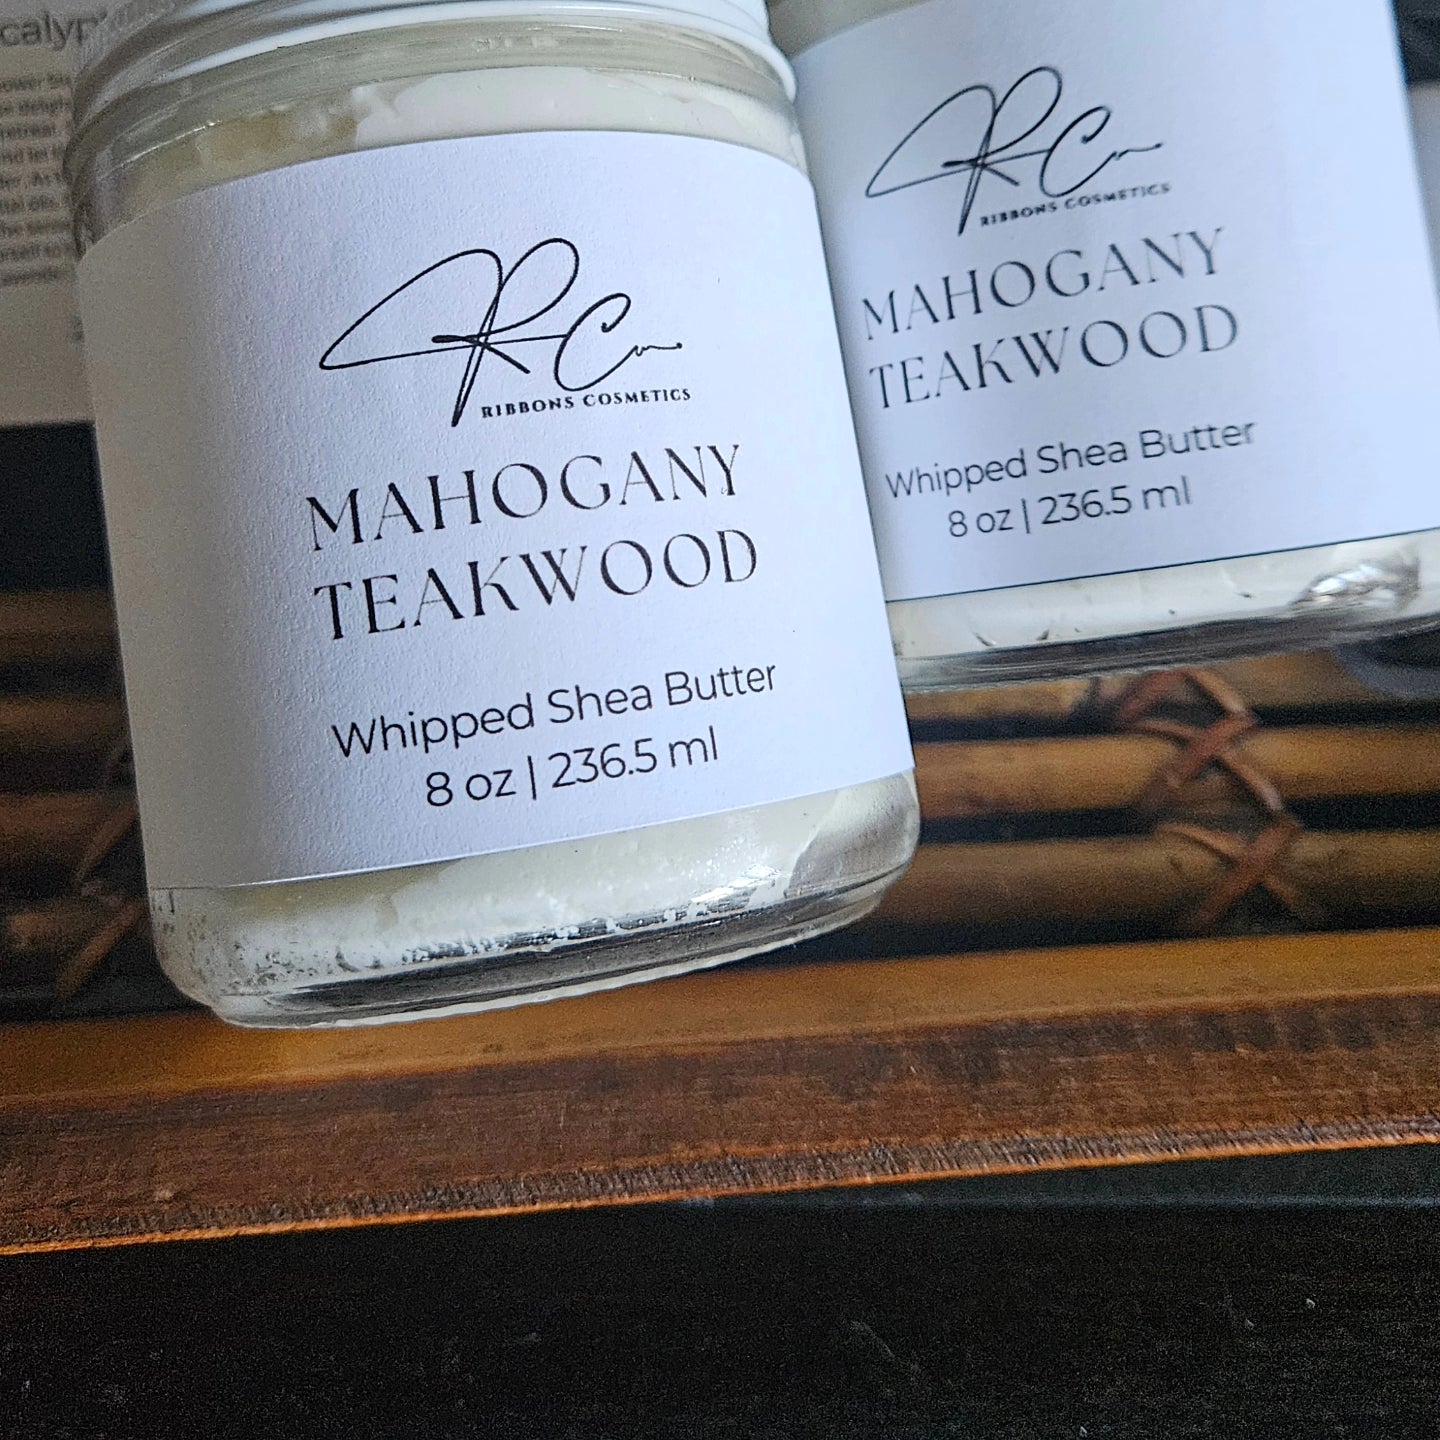 RC
RIBBONS COSMETICS
MAHOGANY
TEAKWOOD
Whipped Shea Butter
8 oz | 236.5 ml
RC
RIBBONS COSMETICS
MAHOGANY
TEAKWOOD
Whipped Shea Butter
8 oz | 236.5 ml